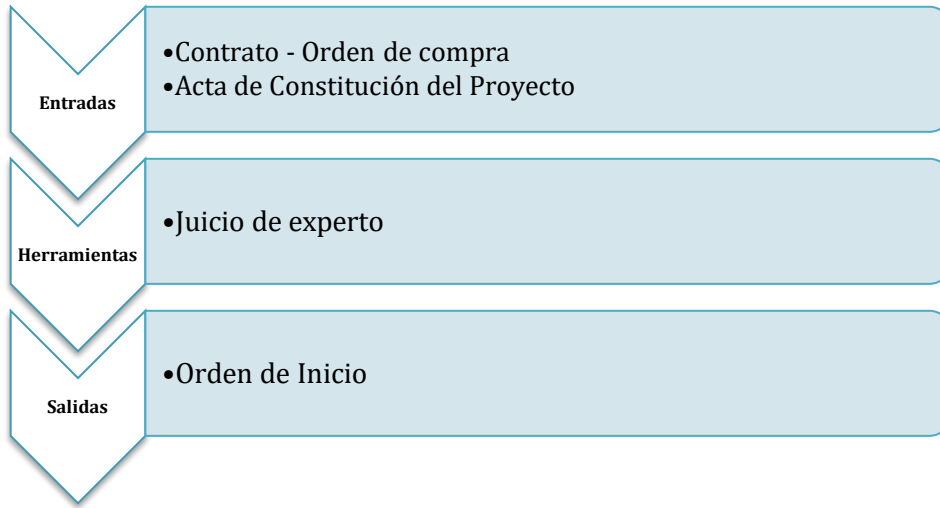 Entradas
•Contrato - Orden de compra
•Acta de Constitución del Proyecto
Herramientas
•Juicio de experto
Salidas
•Orden de Inicio